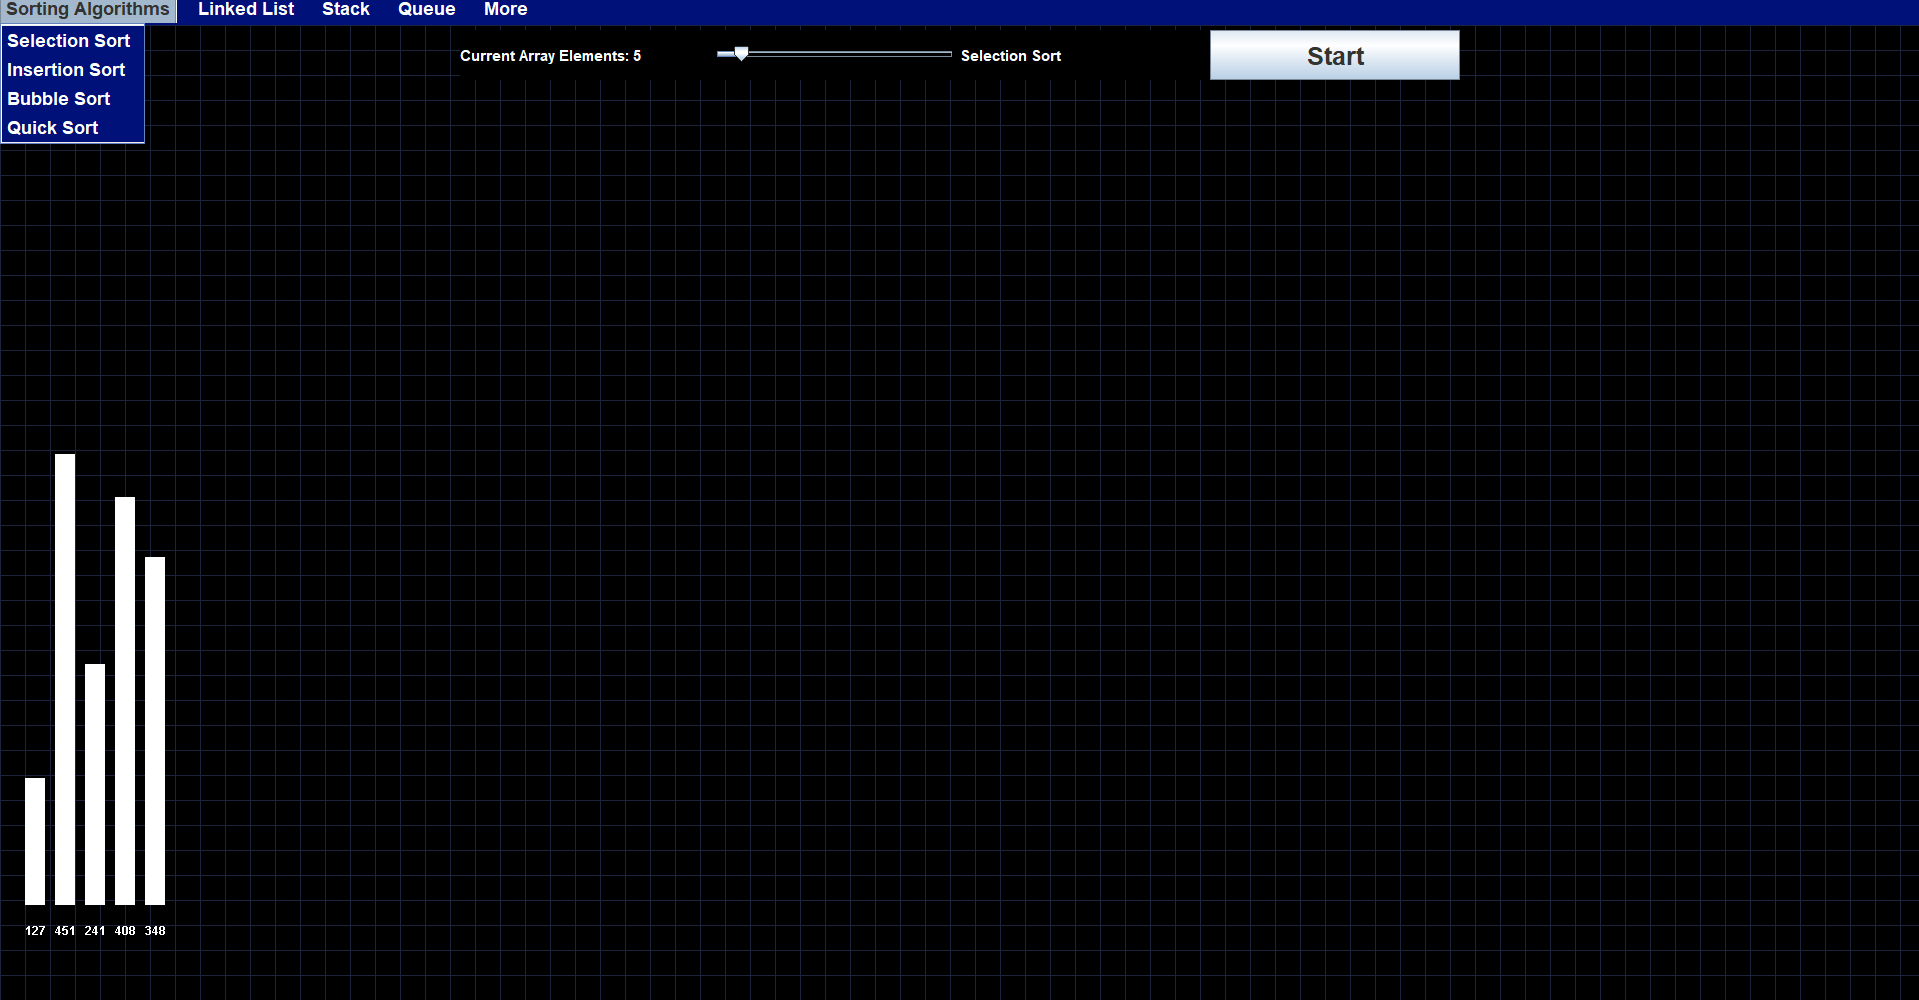 Sorting Algorithms Linked List Stack Queue More
Selection Sort
Insertion Sort
Bubble Sort
Quick Sort
Current Array Elements: 5 Selection Sort Start
127 451 241 408 348